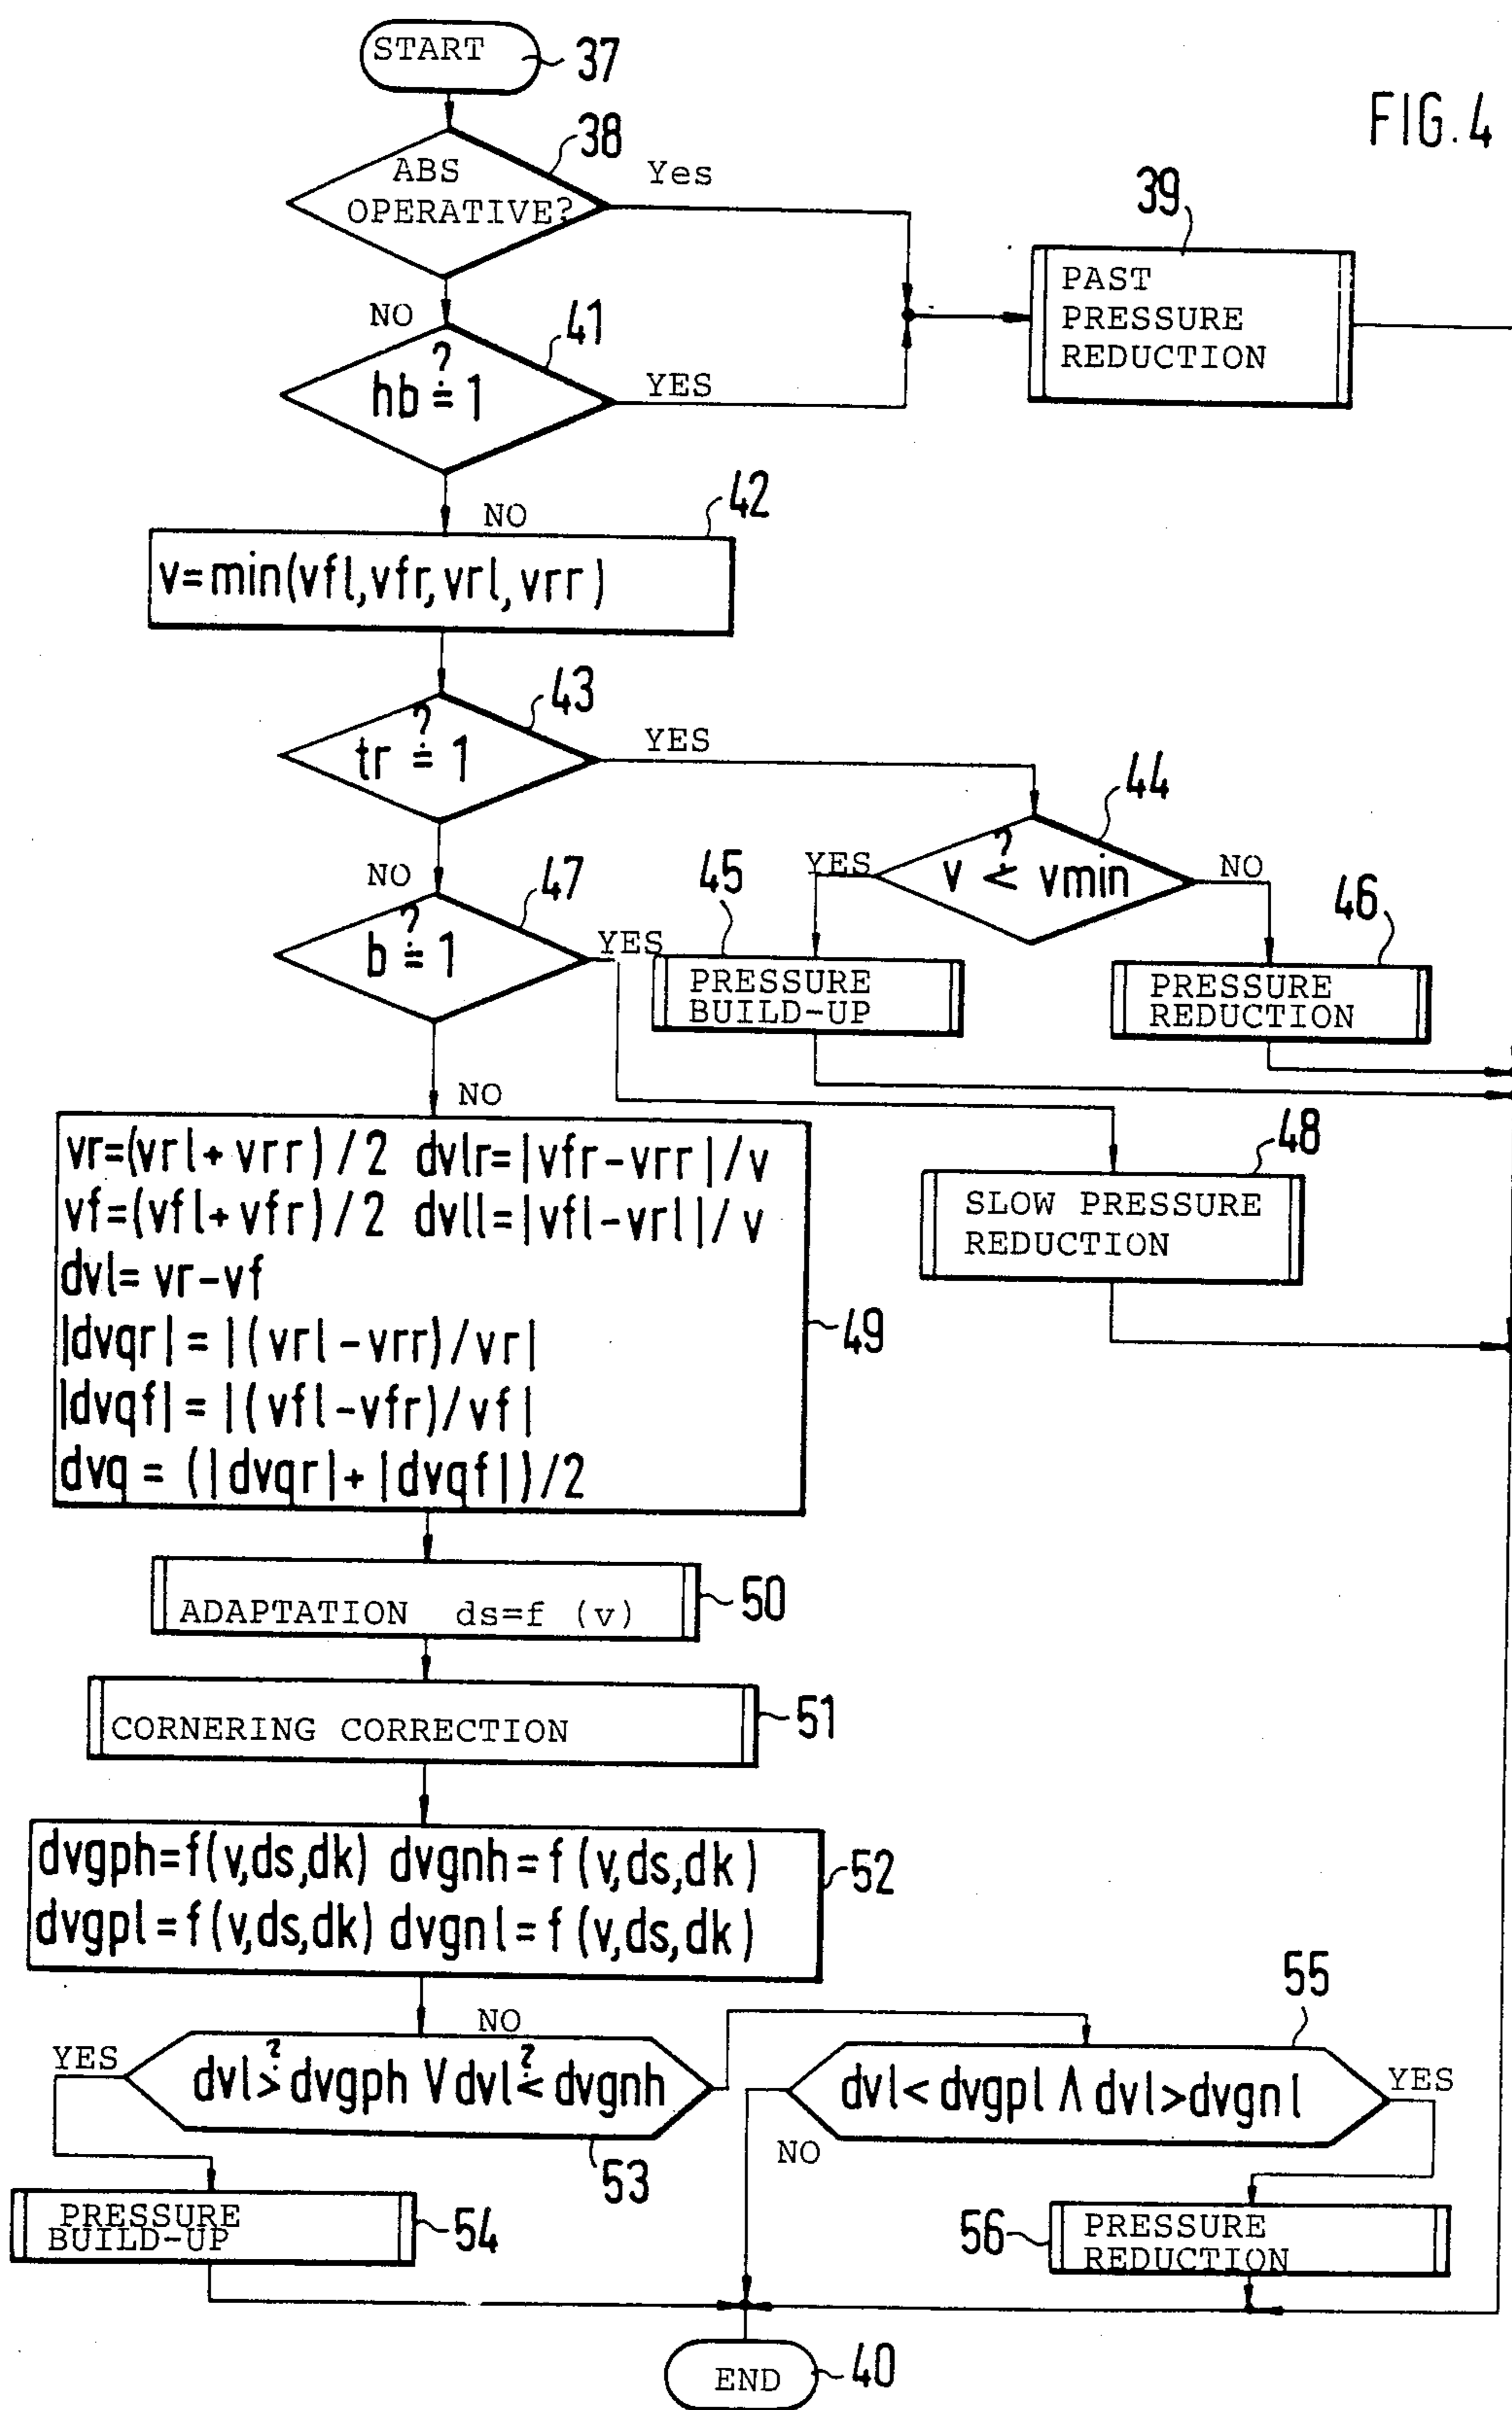 START
37
FIG. 4
38
ABS
OPERATIVE?
Yes
39
PAST
PRESSURE
REDUCTION
NO
41
hb ≟ 1
YES
NO
42
v=min(vfl,vfr,vrl,vrr)
43
tr ≟ 1
YES
44
v <? vmin
YES
NO
NO
47
b ≟ 1
YES
45
PRESSURE
BUILD-UP
46
PRESSURE
REDUCTION
NO
48
SLOW PRESSURE
REDUCTION
vr=(vrl+vrr)/2 dvlr=|vfr-vrr|/v
vf=(vfl+vfr)/2 dvll=|vfl-vrl|/v
dvl= vr-vf
|dvqr| = |(vrl-vrr)/vr|
|dvqf| = |(vfl-vfr)/vf|
dvq = (|dvqr|+|dvqf|)/2
49
ADAPTATION ds=f (v)
50
CORNERING CORRECTION
51
dvgph=f(v,ds,dk) dvgnh=f(v,ds,dk)
dvgpl=f(v,ds,dk) dvgnl=f(v,ds,dk)
52
NO
55
YES
dvl >? dvgph V dvl <? dvgnh
53
dvl<dvgpl Λ dvl>dvgnl
YES
NO
PRESSURE
BUILD-UP
54
56
PRESSURE
REDUCTION
END
40